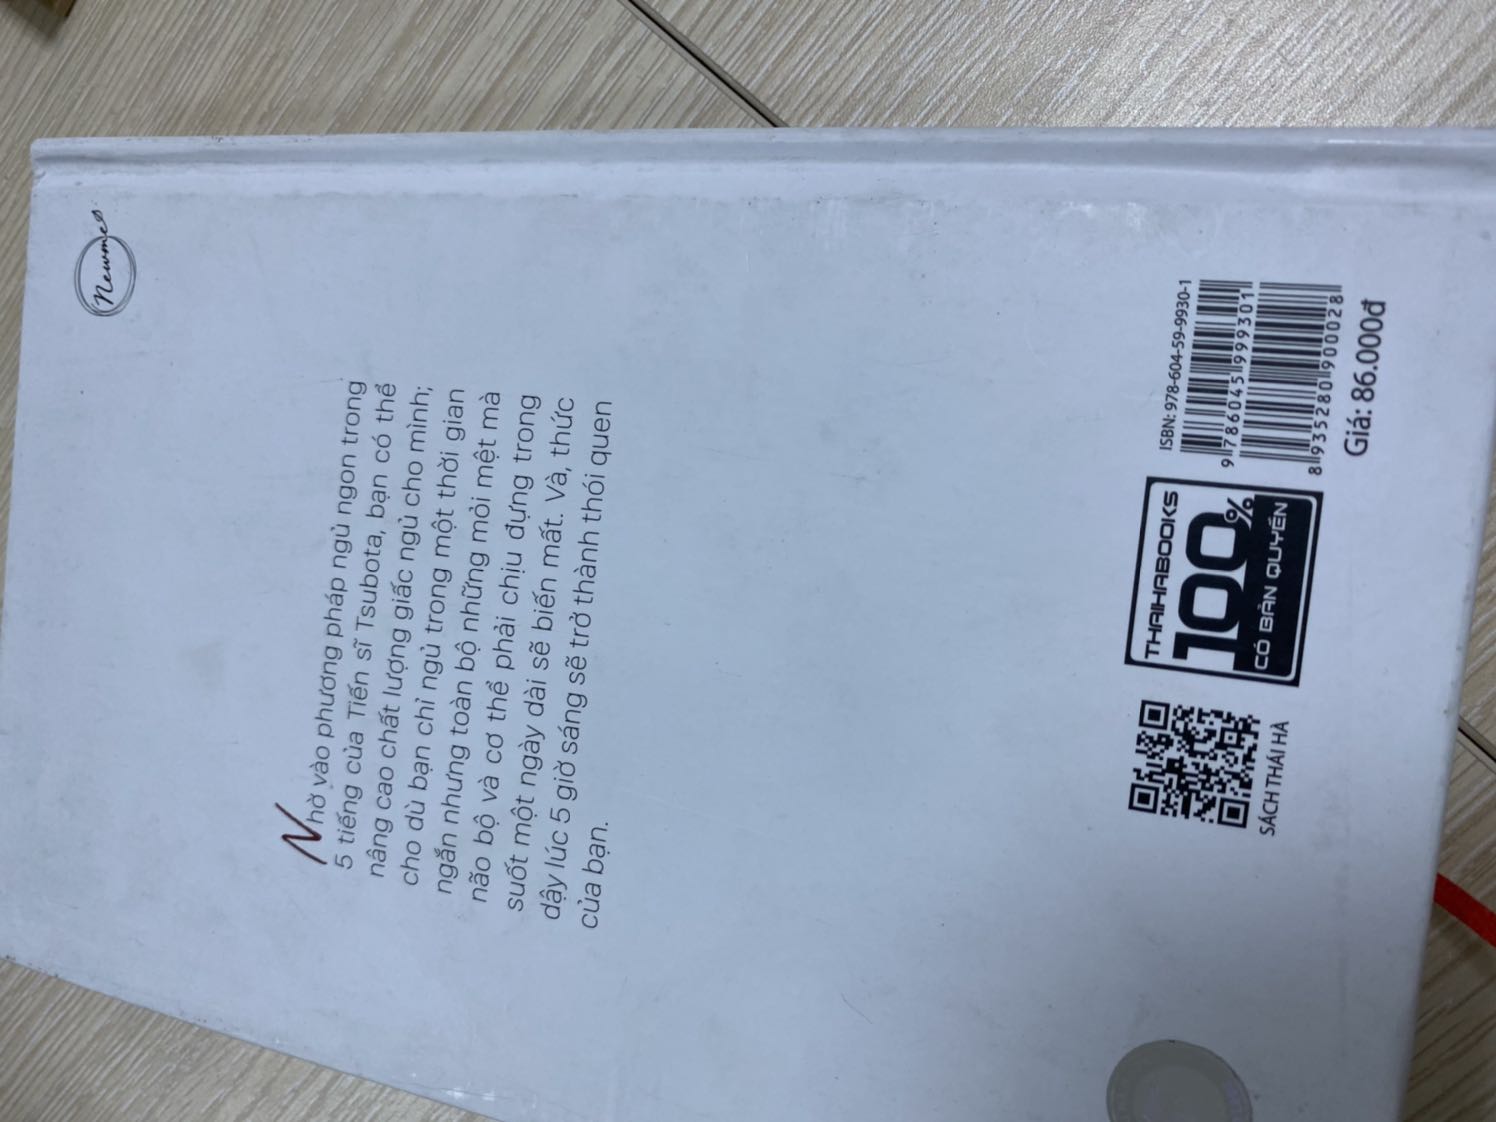 Newme
Nhờ vào phương pháp ngủ ngon trong
5 tiếng của Tiến sĩ Tsubota, bạn có thể
nâng cao chất lượng giấc ngủ cho mình;
cho dù bạn chỉ ngủ trong một thời gian
ngắn nhưng toàn bộ những mỏi mệt mà
não bộ và cơ thể phải chịu đựng trong
suốt một ngày dài sẽ biến mất. Và, thức
dậy lúc 5 giờ sáng sẽ trở thành thói quen
của bạn.
SÁCH THÁI HÀ
THAIHABOOKS
100%
CÓ BẢN QUYỀN
ISBN: 978-604-59-9930-1
9 786045 999301
8 935280 900028
Giá: 86.000đ